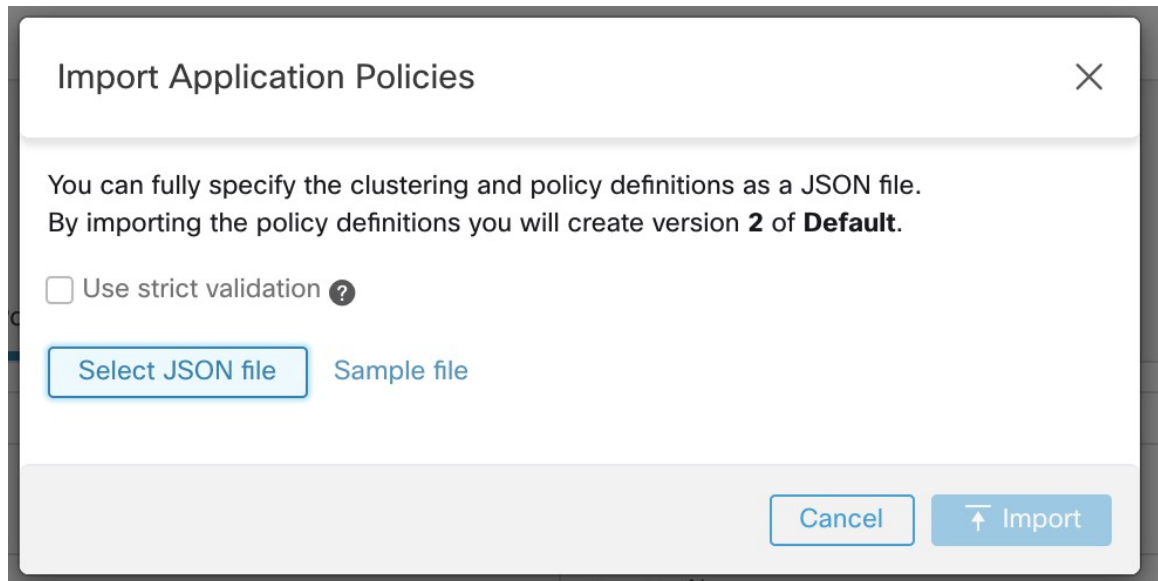 Import Application Policies
You can fully specify the clustering and policy definitions as a JSON file.
By importing the policy definitions you will create version 2 of Default.
Use strict validation ?
Select JSON file Sample file
Cancel Import